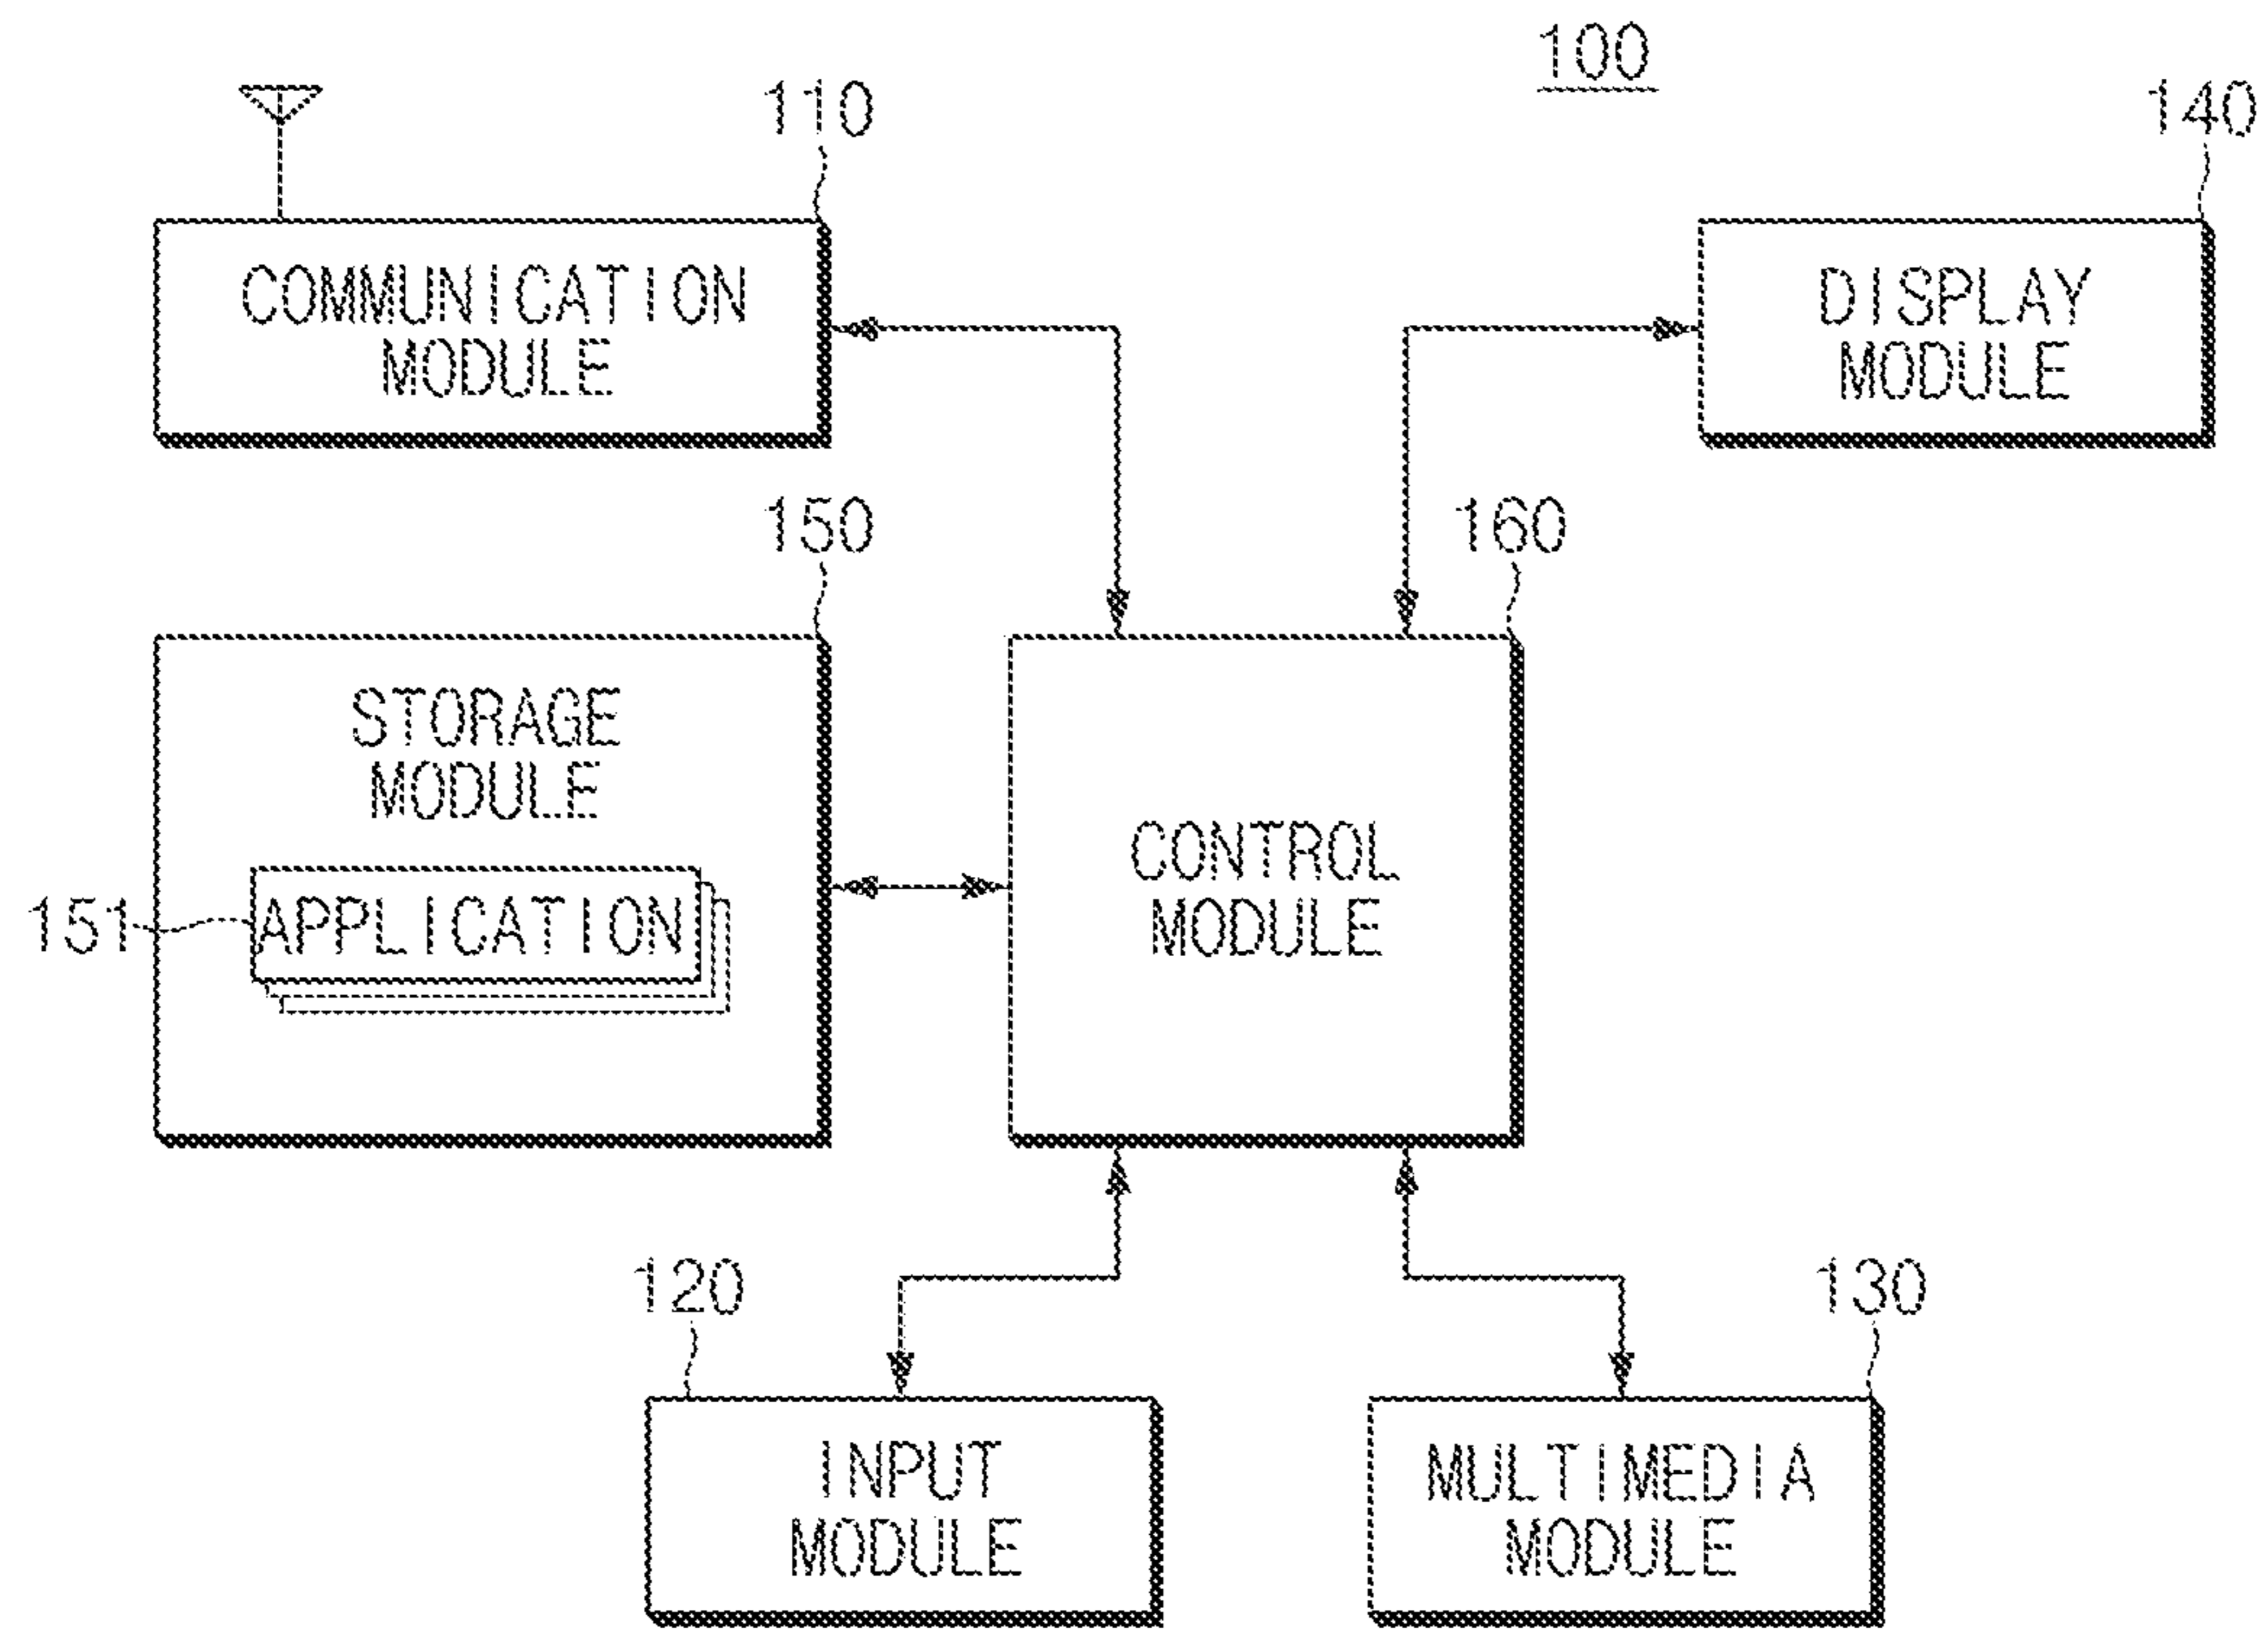 100
110
140
COMMUNICATION
MODULE
DISPLAY
MODULE
150
160
STORAGE
MODULE
151
APPLICATION
CONTROL
MODULE
120
130
INPUT
MODULE
MULTIMEDIA
MODULE